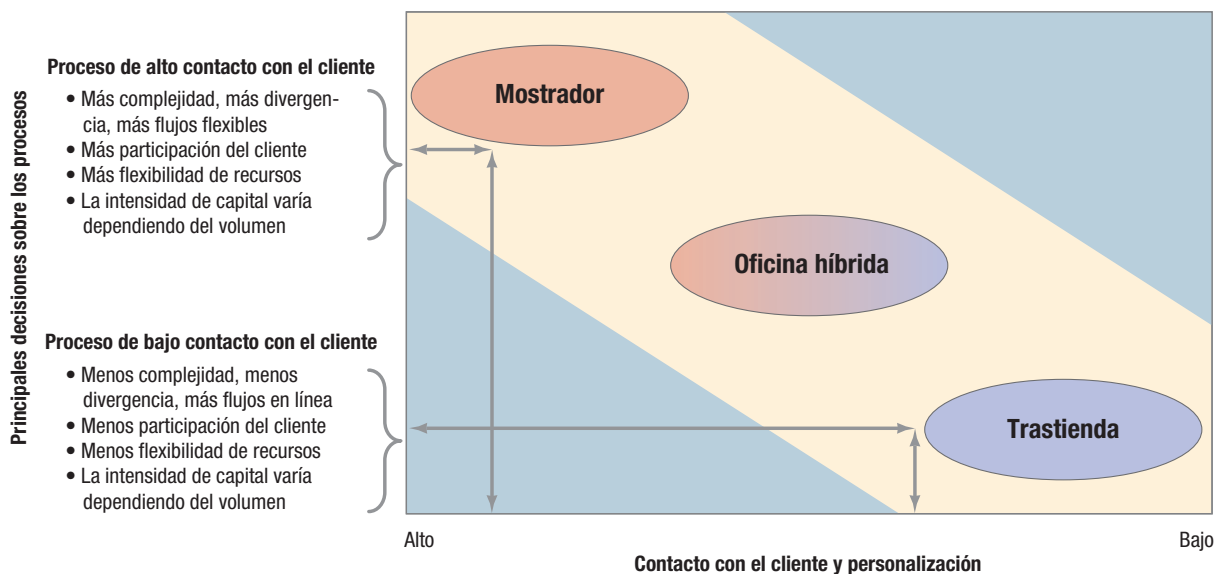 Principales decisiones sobre los procesos
Proceso de alto contacto con el cliente
• Más complejidad, más divergen-
cia, más flujos flexibles
• Más participación del cliente
• Más flexibilidad de recursos
• La intensidad de capital varía
dependiendo del volumen
Proceso de bajo contacto con el cliente
• Menos complejidad, menos
divergencia, más flujos en línea
• Menos participación del cliente
• Menos flexibilidad de recursos
• La intensidad de capital varía
dependiendo del volumen
Mostrador
Oficina híbrida
Trastienda
Alto
Bajo
Contacto con el cliente y personalización